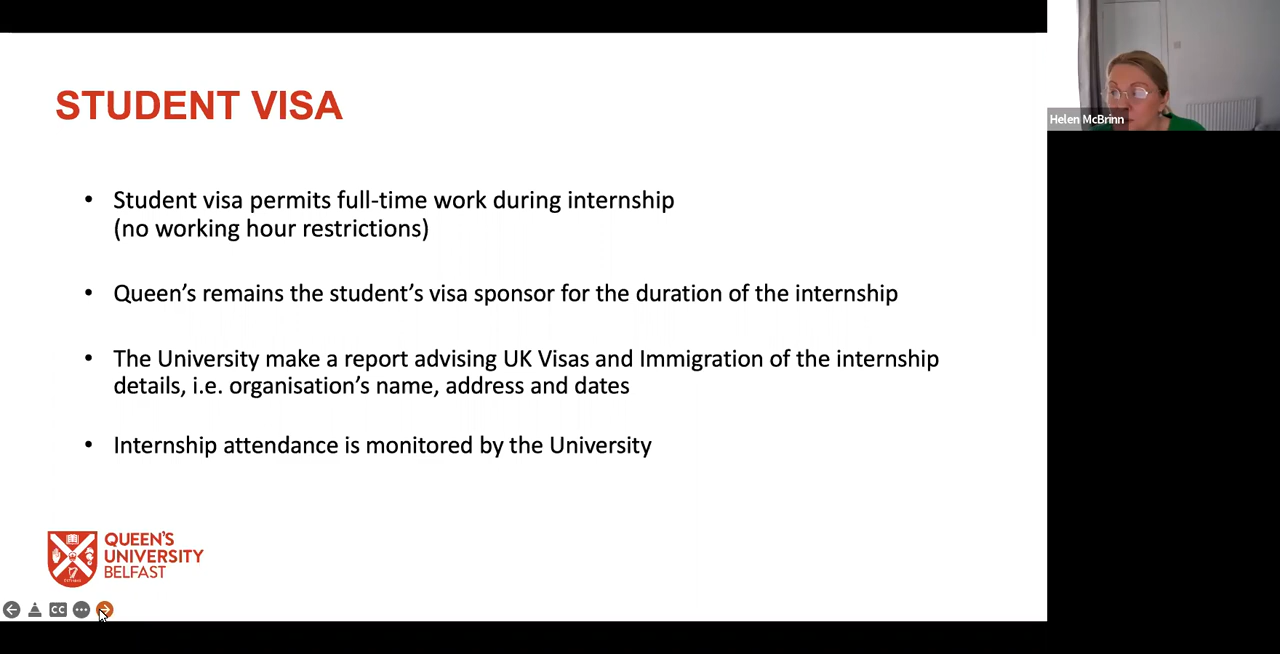 STUDENT VISA
Helen McBrinn
• Student visa permits full-time work during internship
(no working hour restrictions)
• Queen’s remains the student’s visa sponsor for the duration of the internship
• The University make a report advising UK Visas and Immigration of the internship
details, i.e. organisation’s name, address and dates
• Internship attendance is monitored by the University
QUEEN’S
UNIVERSITY
BELFAST
CC